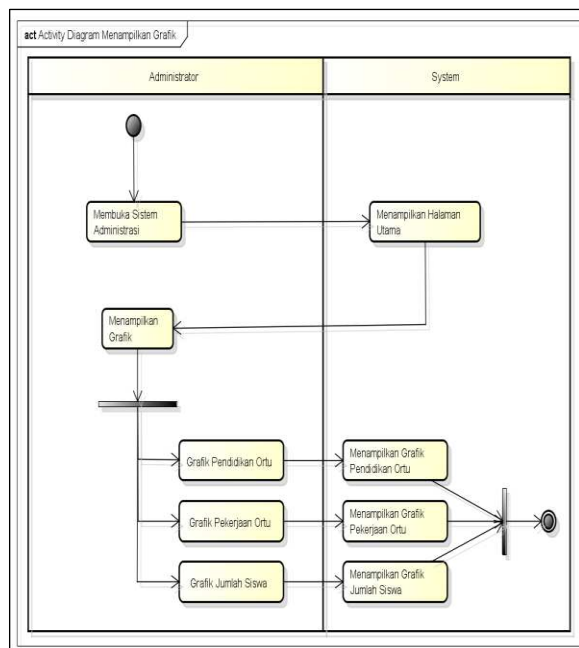 act Activity Diagram Menampilkan Grafik
Administrator
System
Membuka Sistem
Administrasi
Menampilkan Halaman
Utama
Menampilkan
Grafik
Grafik Pendidikan Ortu
Menampilkan Grafik
Pendidikan Ortu
Grafik Pekerjaan Ortu
Menampilkan Grafik
Pekerjaan Ortu
Grafik Jumlah Siswa
Menampilkan Grafik
Jumlah Siswa